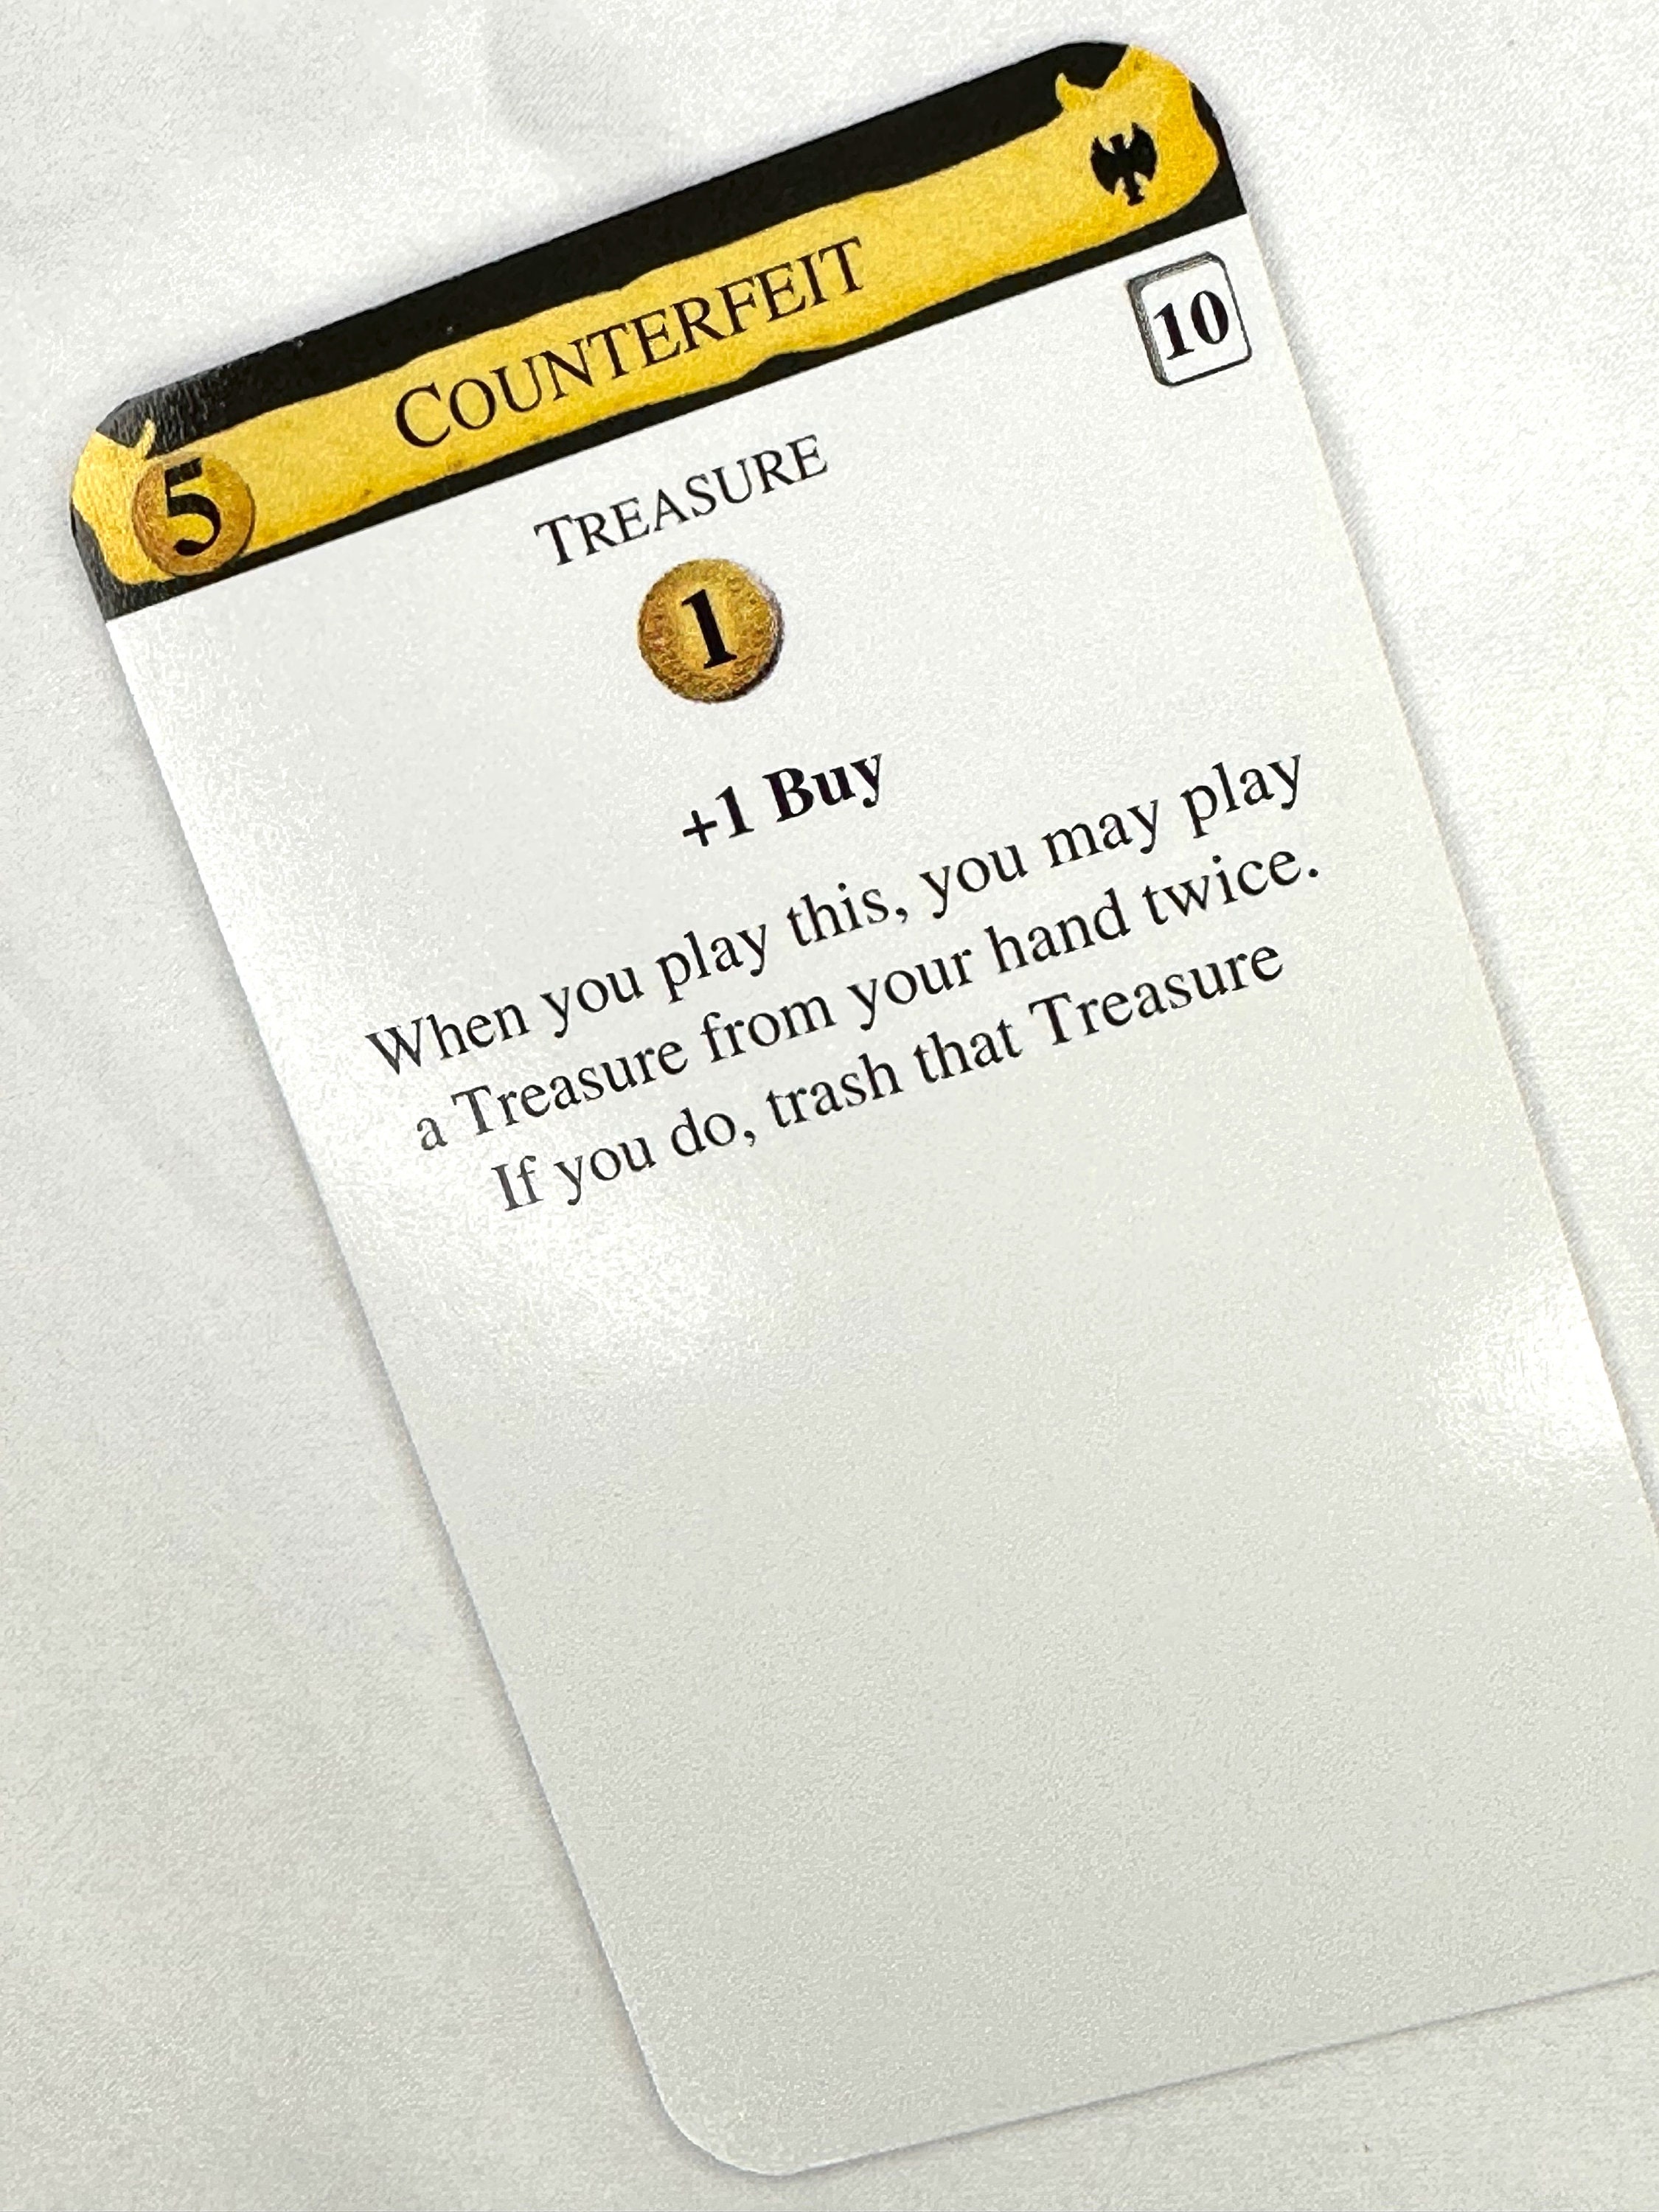 5 COUNTERFEIT
10
TREASURE
1
+1 Buy
When you play this, you may play
a Treasure from your hand twice.
If you do, trash that Treasure